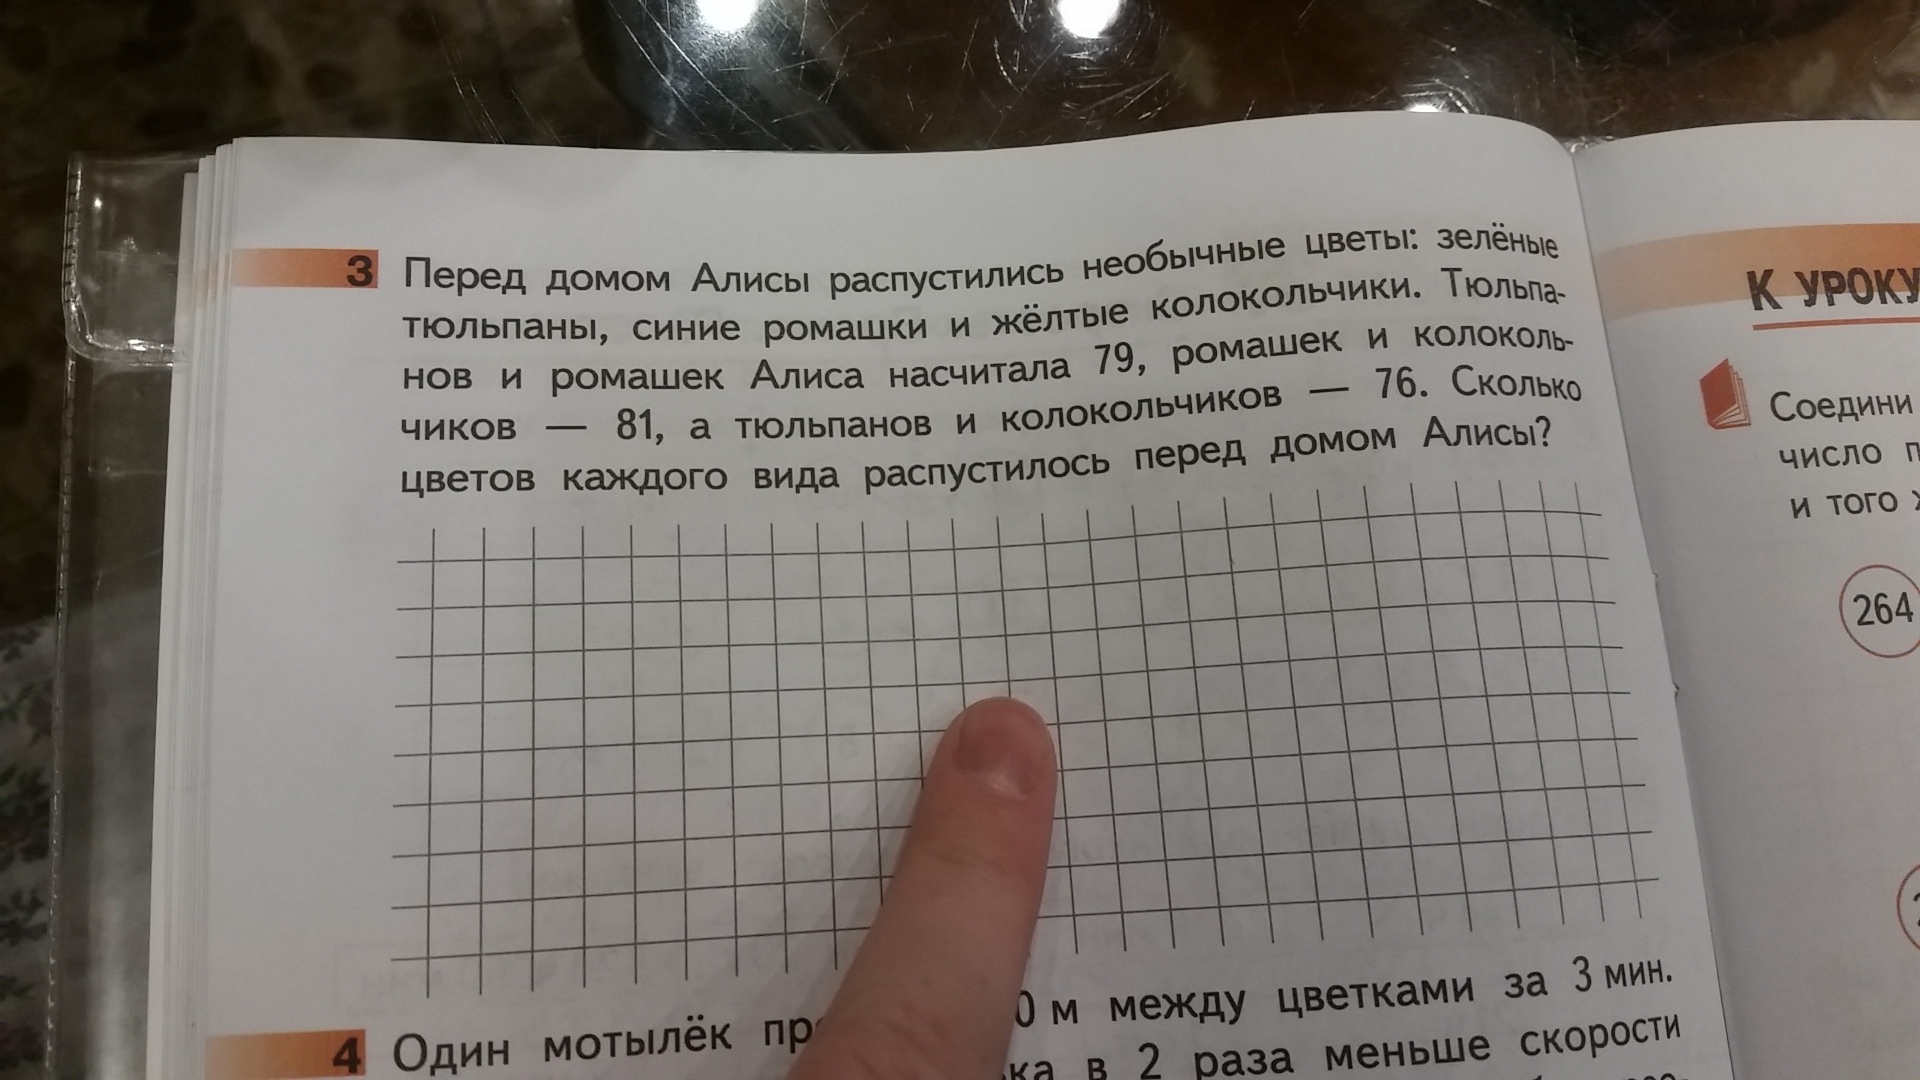 3 Перед домом Алисы распустились необычные цветы: зелёные
тюльпаны, синие ромашки и жёлтые колокольчики. Тюльпа-
нов и ромашек Алиса насчитала 79, ромашек и колоколь-
чиков — 81, а тюльпанов и колокольчиков — 76. Сколько
цветов каждого вида распустилось перед домом Алисы?
4 Один мотылёк м между цветками за 3 мин.
в 2 раза меньше скорости
К УРОКУ
Соедини
число
и того
264